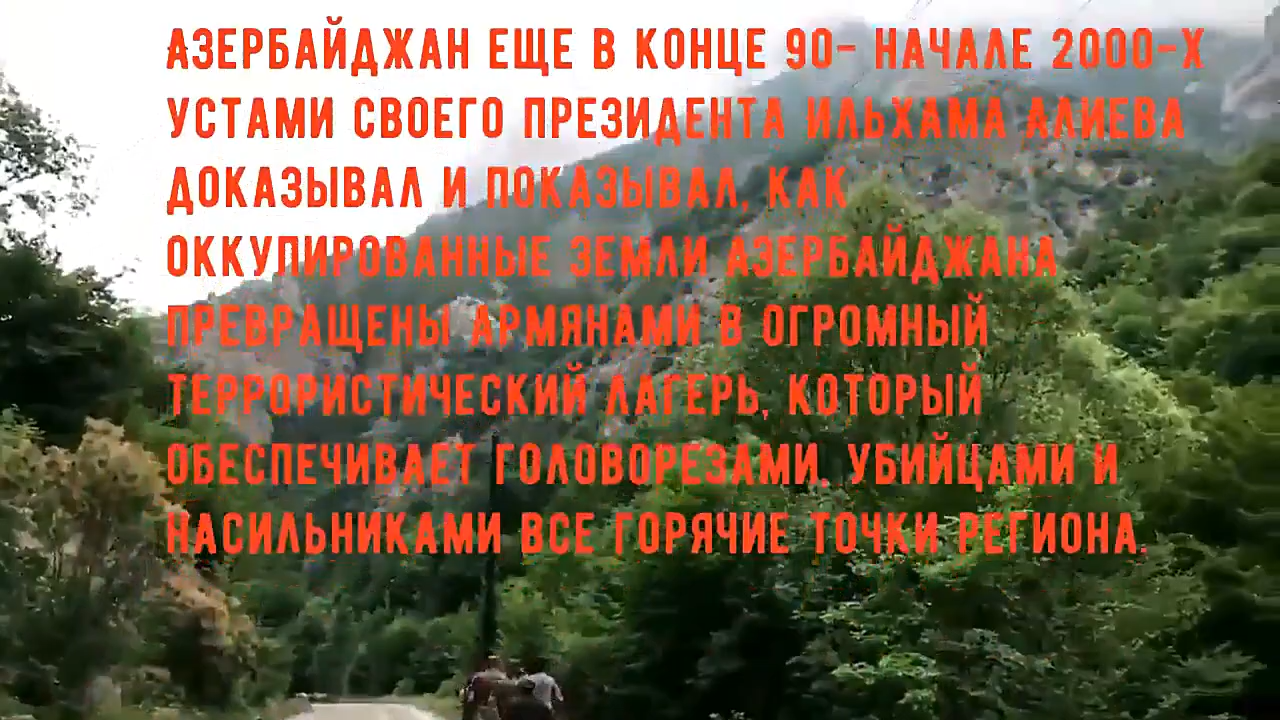 АЗЕРБАЙДЖАН ЕЩЕ В КОНЦЕ 90- НАЧАЛЕ 2000-Х
УСТАМИ СВОЕГО ПРЕЗИДЕНТА ИЛЬХАМА АЛИЕВА
ДОКАЗЫВАЛ И ПОКАЗЫВАЛ, КАК
ОККУПИРОВАННЫЕ ЗЕМЛИ АЗЕРБАЙДЖАНА
ПРЕВРАЩЕНЫ АРМЯНАМИ В ОГРОМНЫЙ
ТЕРРОРИСТИЧЕСКИЙ ЛАГЕРЬ, КОТОРЫЙ
ОБЕСПЕЧИВАЕТ ГОЛОВОРЕЗАМИ, УБИЙЦАМИ И
НАСИЛЬНИКАМИ ВСЕ ГОРЯЧИЕ ТОЧКИ РЕГИОНА.